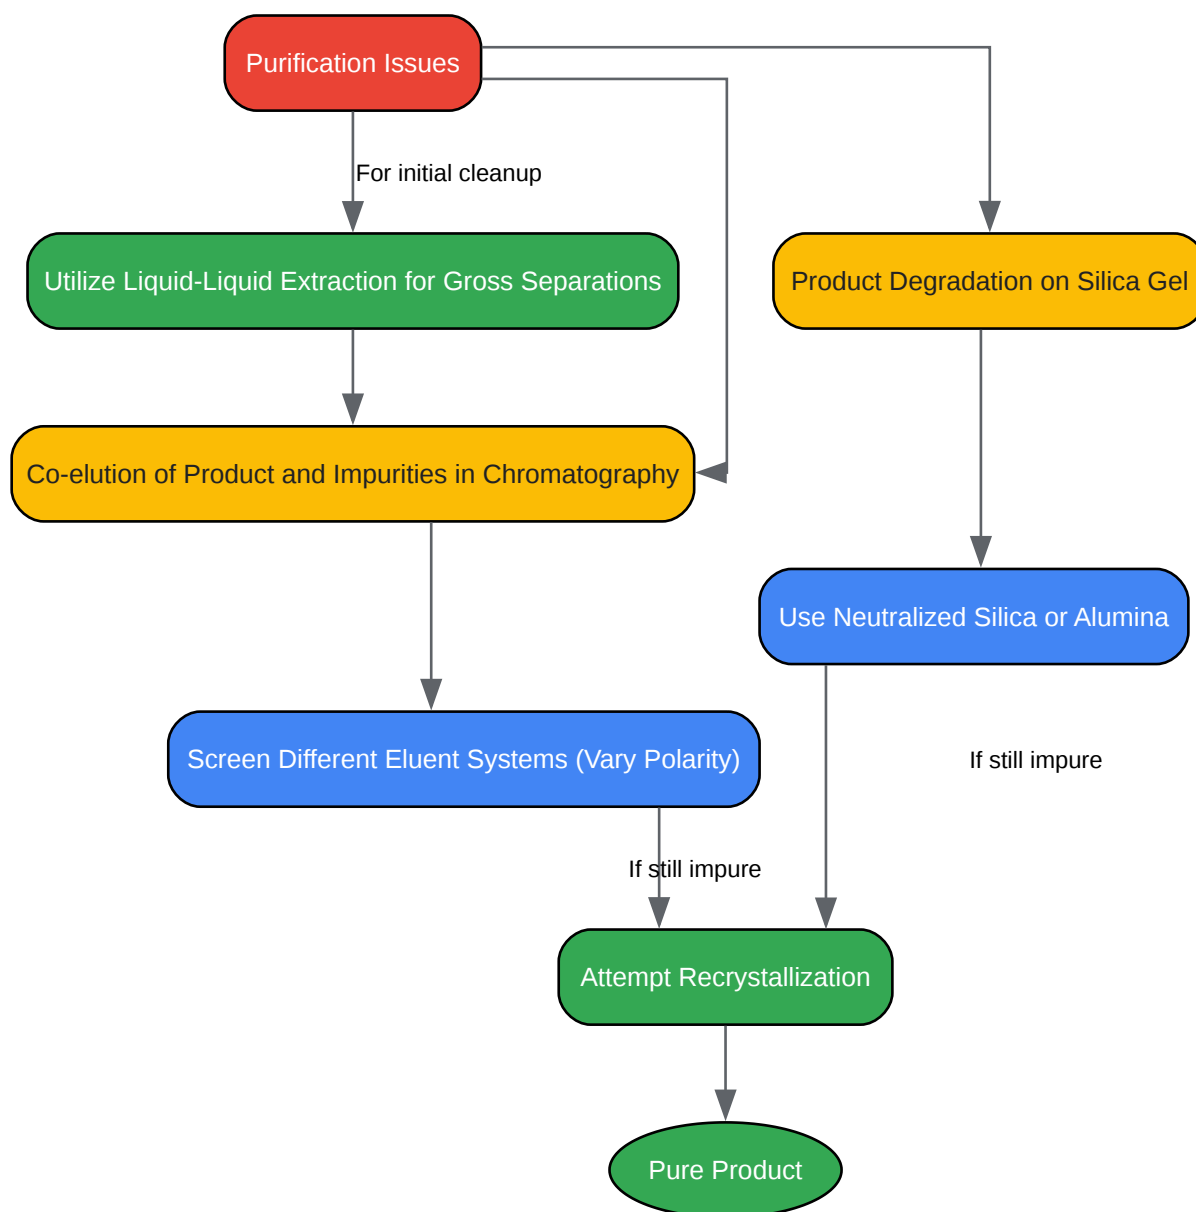 Purification Issues
For initial cleanup
Utilize Liquid-Liquid Extraction for Gross Separations
Product Degradation on Silica Gel
Co-elution of Product and Impurities in Chromatography
Use Neutralized Silica or Alumina
Screen Different Eluent Systems (Vary Polarity)
If still impure
If still impure
Attempt Recrystallization
Pure Product